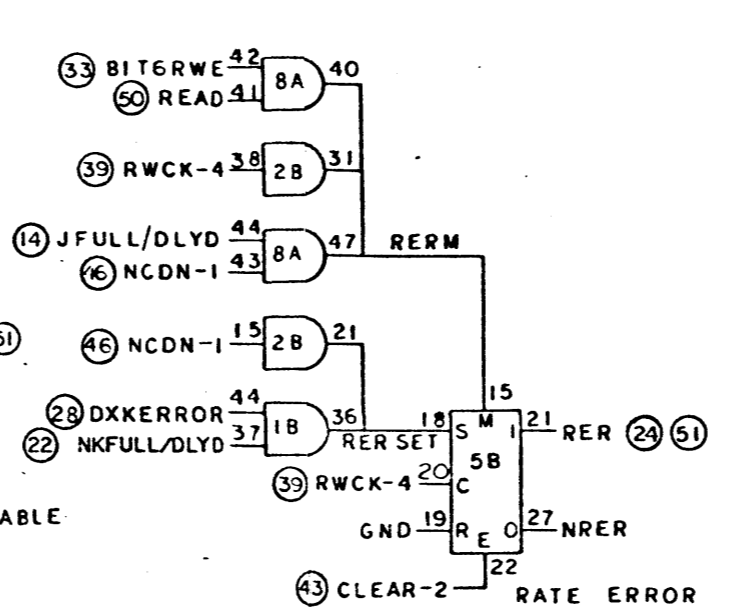 33 BIT6RWE 42 8A 40
50 READ 41
39 RWCK-4 38 2B 31
14 JFULL/DLYD 44 8A 47 RERM
46 NCDN-1 43
51 46 NCDN-1 15 2B 21
15
28 DXKERROR 44 1B 36 18 S M 1 21 RER 24 51
22 NKFULL/DLYD 37 RER SET
5B
39 RWCK-4 20 C
ABLE
GND 19 R E O 27 NRER
22
43 CLEAR-2 RATE ERROR